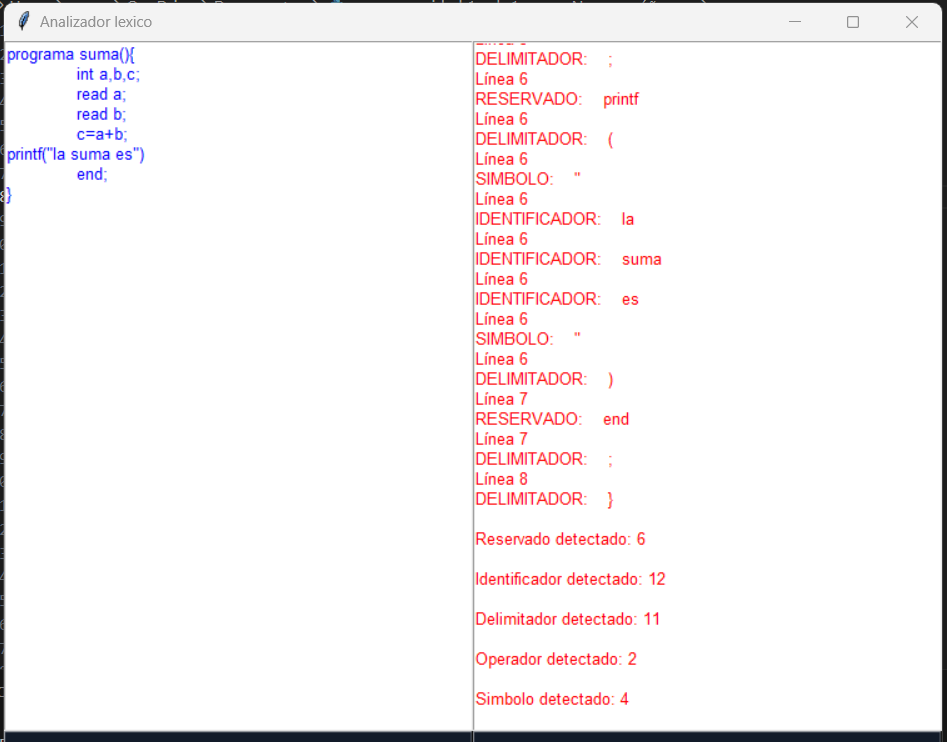 Analizador lexico
programa suma(){
int a,b,c;
read a;
read b;
c=a+b;
printf("la suma es")
end;
}
DELIMITADOR: ;
Línea 6
RESERVADO: printf
Línea 6
DELIMITADOR: (
Línea 6
SIMBOLO: "
Línea 6
IDENTIFICADOR: la
Línea 6
IDENTIFICADOR: suma
Línea 6
IDENTIFICADOR: es
Línea 6
SIMBOLO: "
Línea 6
DELIMITADOR: )
Línea 7
RESERVADO: end
Línea 7
DELIMITADOR: ;
Línea 8
DELIMITADOR: }
Reservado detectado: 6
Identificador detectado: 12
Delimitador detectado: 11
Operador detectado: 2
Simbolo detectado: 4